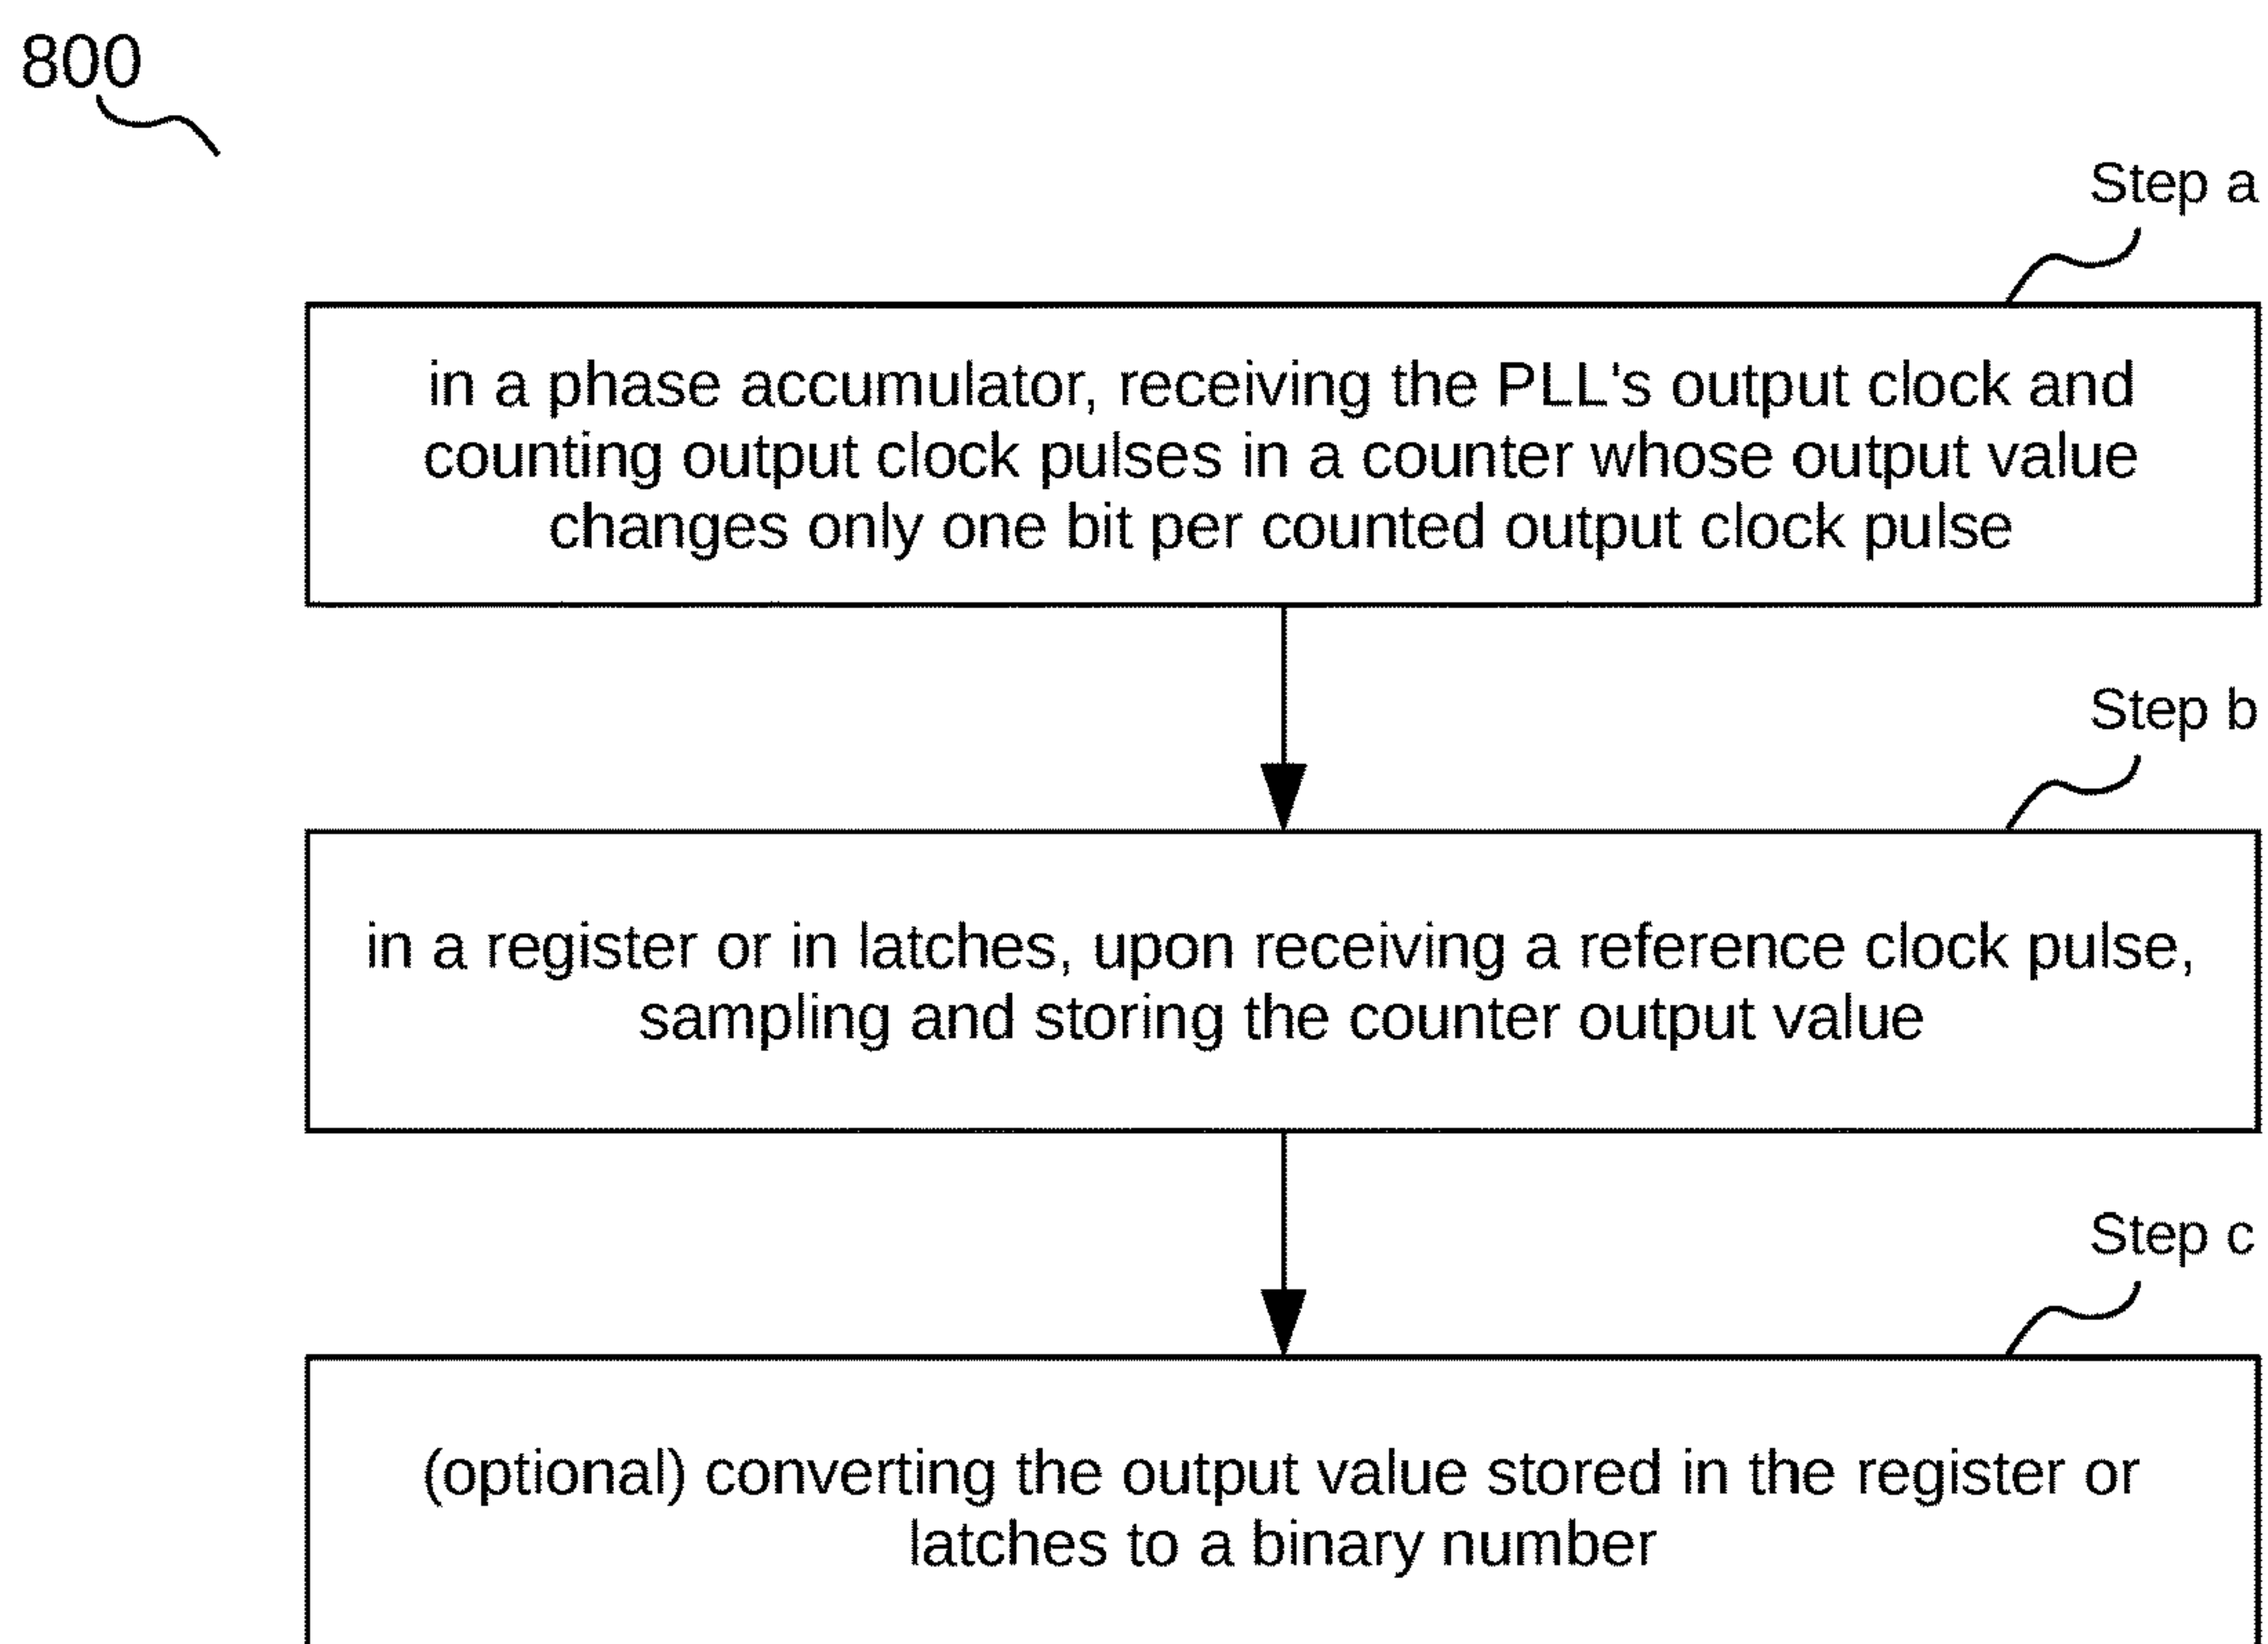 800
Step a
in a phase accumulator, receiving the PLL's output clock and
counting output clock pulses in a counter whose output value
changes only one bit per counted output clock pulse
Step b
in a register or in latches, upon receiving a reference clock pulse,
sampling and storing the counter output value
Step c
(optional) converting the output value stored in the register or
latches to a binary number